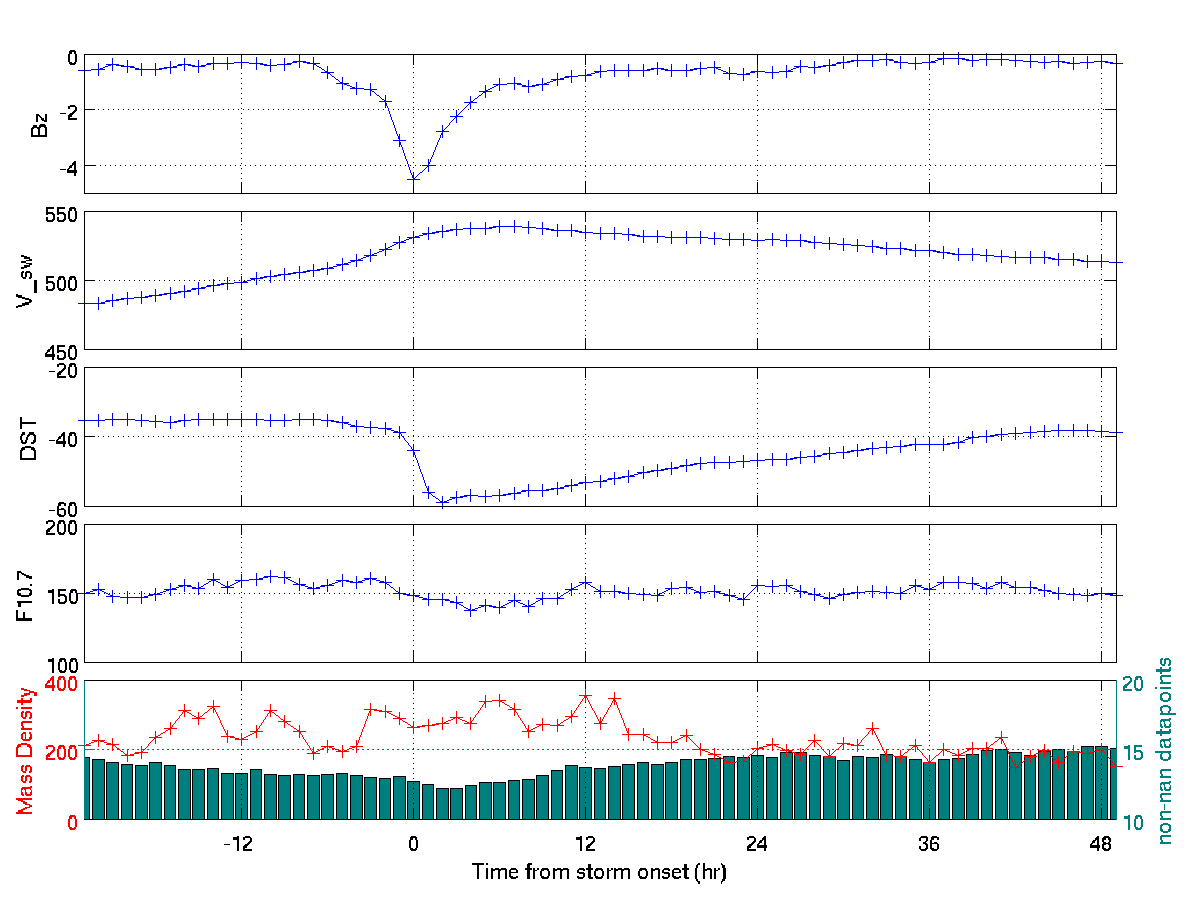 0
-2
-4
Bz
550
500
450
V_sw
-20
-40
-60
DST
200
150
100
F10.7
400
200
0
Mass Density
20
15
10
non-nan datapoints
-12 0 12 24 36 48
Time from storm onset (hr)